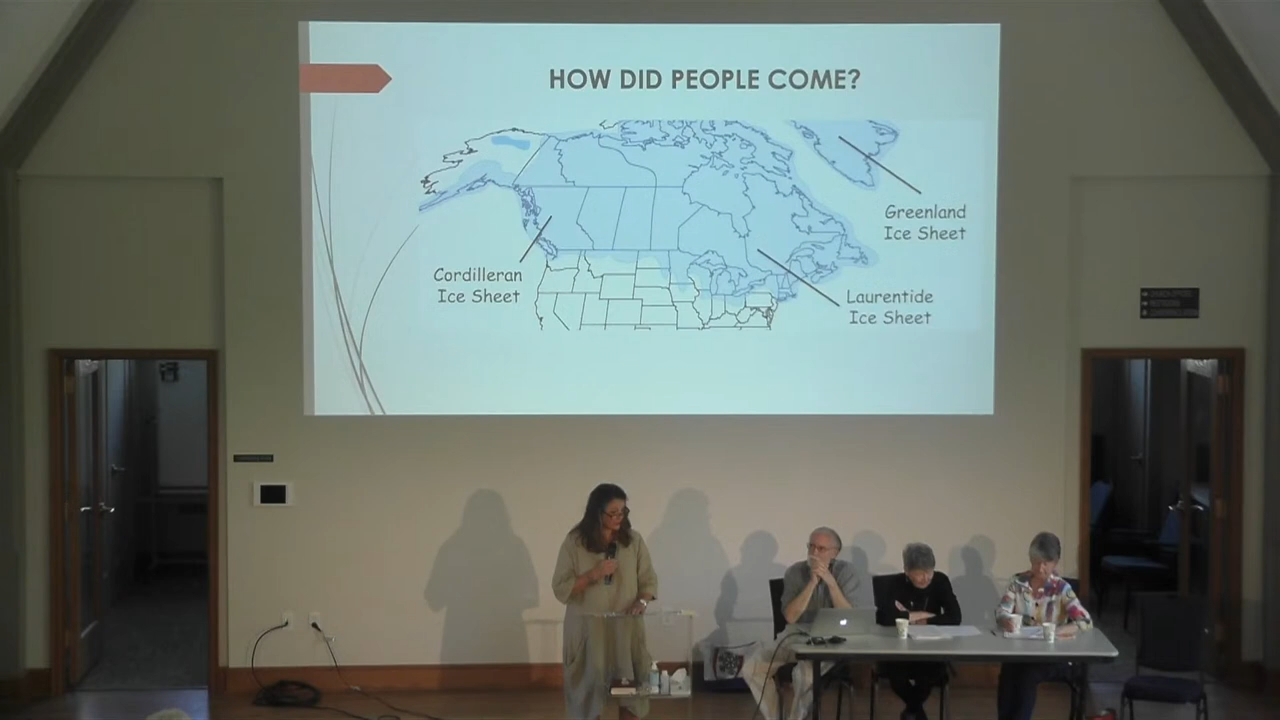 HOW DID PEOPLE COME?
Greenland
Ice Sheet
Cordilleran
Ice Sheet
Laurentide
Ice Sheet